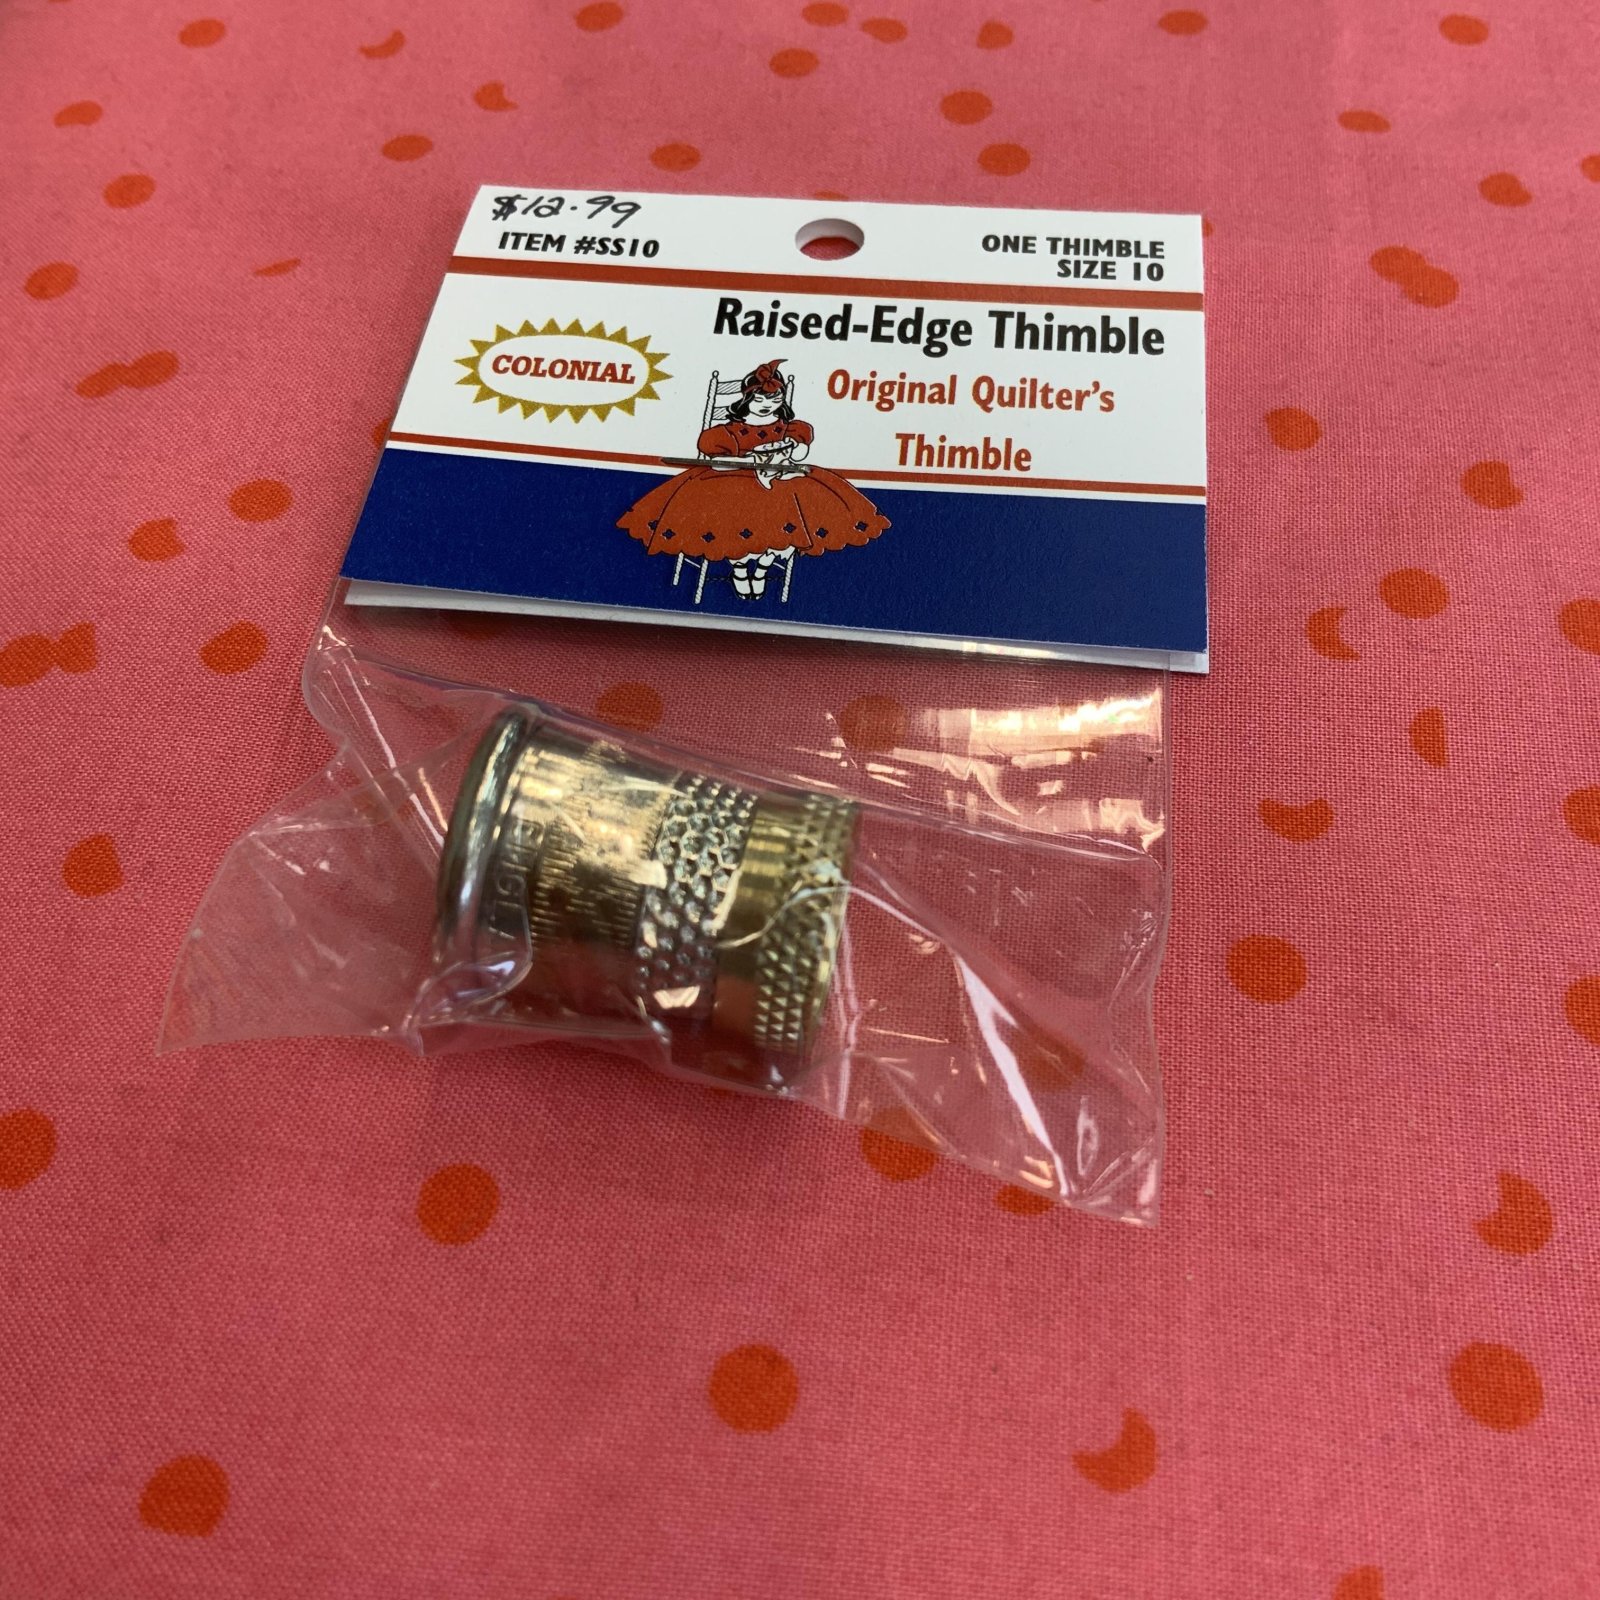 $12.99
ITEM #SS10
ONE THIMBLE
SIZE 10
Raised-Edge Thimble
COLONIAL
Original Quilter's
Thimble